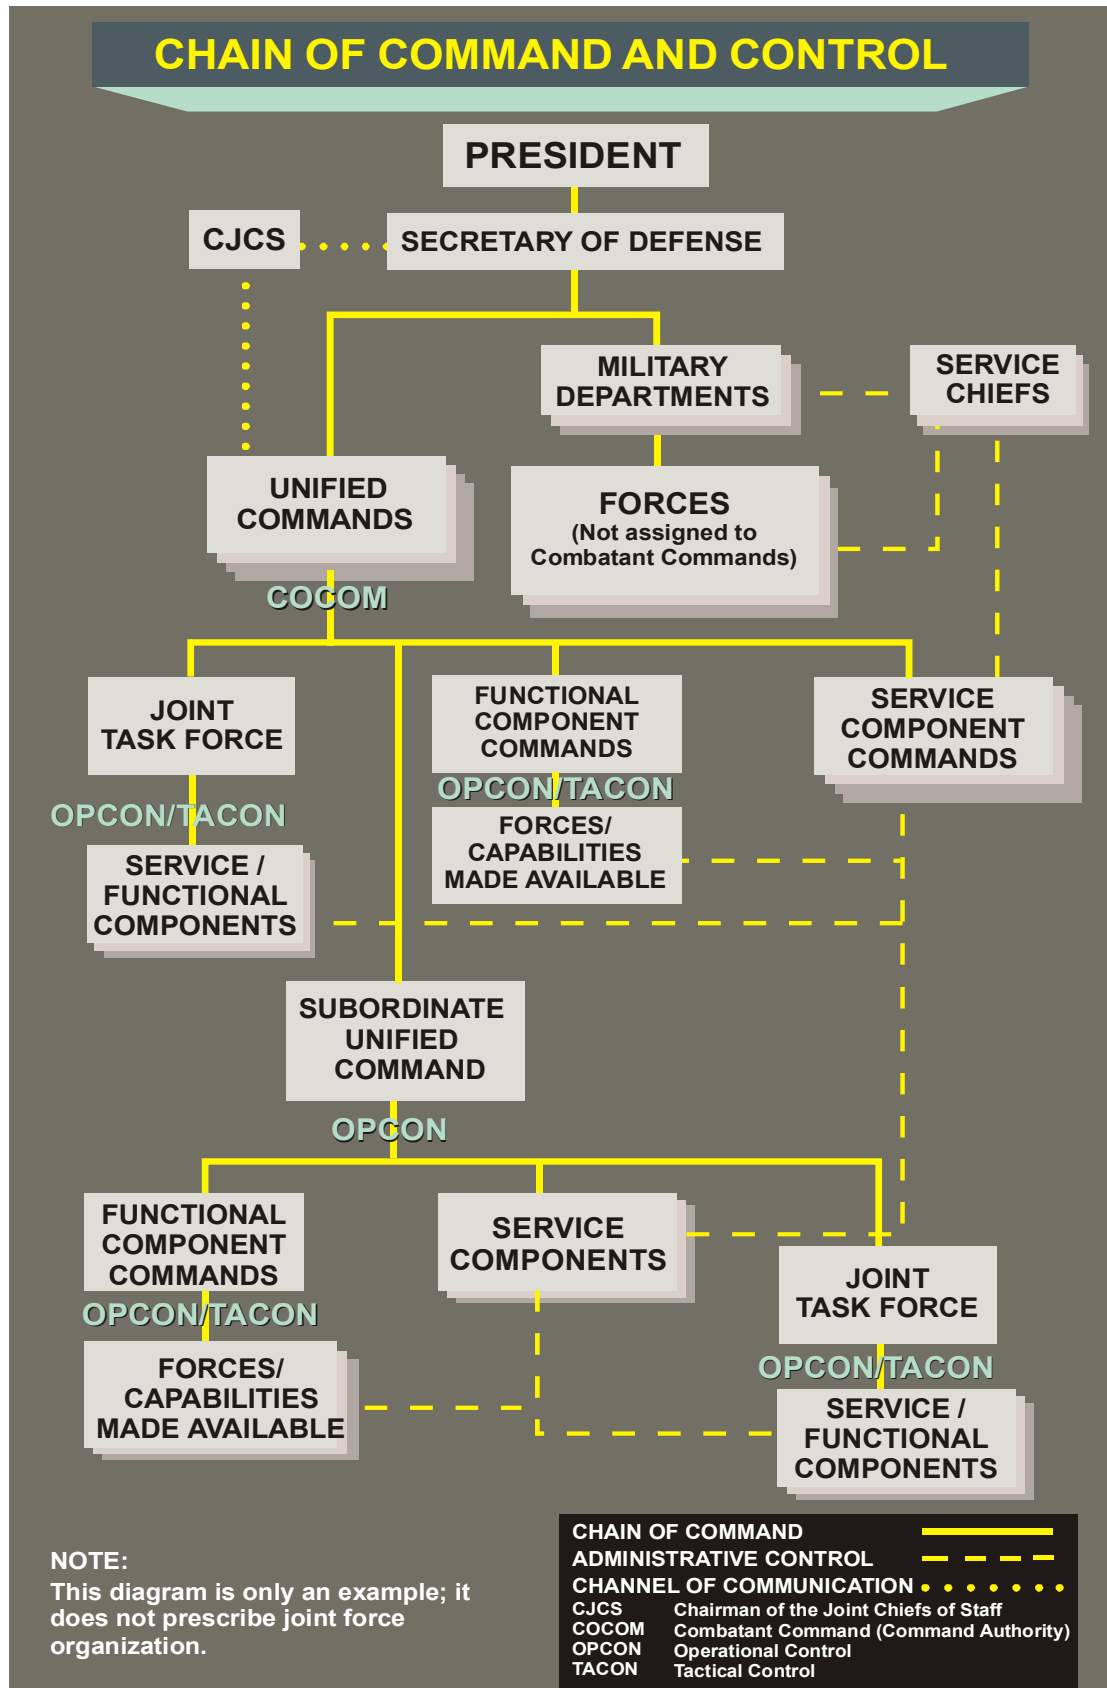 CHAIN OF COMMAND AND CONTROL
PRESIDENT
CJCS
SECRETARY OF DEFENSE
MILITARY
DEPARTMENTS
SERVICE
CHIEFS
UNIFIED
COMMANDS
FORCES
(Not assigned to
Combatant Commands)
COCOM
JOINT
TASK FORCE
FUNCTIONAL
COMPONENT
COMMANDS
SERVICE
COMPONENT
COMMANDS
OPCON/TACON
OPCON/TACON
FORCES/
CAPABILITIES
MADE AVAILABLE
SERVICE /
FUNCTIONAL
COMPONENTS
SUBORDINATE
UNIFIED
COMMAND
OPCON
FUNCTIONAL
COMPONENT
COMMANDS
SERVICE
COMPONENTS
JOINT
TASK FORCE
OPCON/TACON
FORCES/
CAPABILITIES
MADE AVAILABLE
OPCON/TACON
SERVICE /
FUNCTIONAL
COMPONENTS
NOTE:
This diagram is only an example; it
does not prescribe joint force
organization.
CHAIN OF COMMAND
ADMINISTRATIVE CONTROL
CHANNEL OF COMMUNICATION
CJCS Chairman of the Joint Chiefs of Staff
COCOM Combatant Command (Command Authority)
OPCON Operational Control
TACON Tactical Control